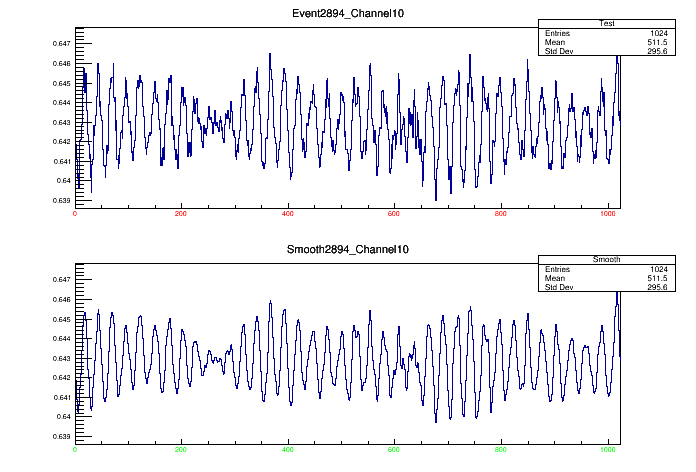 Event2894_Channel10
Test
Entries 1024
Mean 511.5
Std Dev 295.6
0.647
0.646
0.645
0.644
0.643
0.642
0.641
0.64
0.639
0 200 400 600 800 1000
Smooth2894_Channel10
Smooth
Entries 1024
Mean 511.5
Std Dev 295.6
0.647
0.646
0.645
0.644
0.643
0.642
0.641
0.64
0.639
0 200 400 600 800 1000